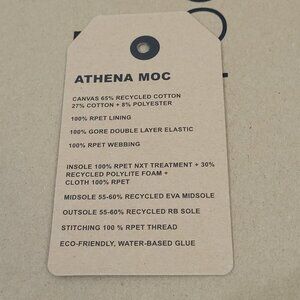 ATHENA MOC
CANVAS 65% RECYCLED COTTON
27% COTTON + 8% POLYESTER
100% RPET LINING
100% GORE DOUBLE LAYER ELASTIC
100% RPET WEBBING
INSOLE 100% RPET NXT TREATMENT + 30%
RECYCLED POLYLITE FOAM +
CLOTH 100% RPET
MIDSOLE 55-60% RECYCLED EVA MIDSOLE
OUTSOLE 55-60% RECYCLED RB SOLE
STITCHING 100 % RPET THREAD
ECO-FRIENDLY, WATER-BASED GLUE